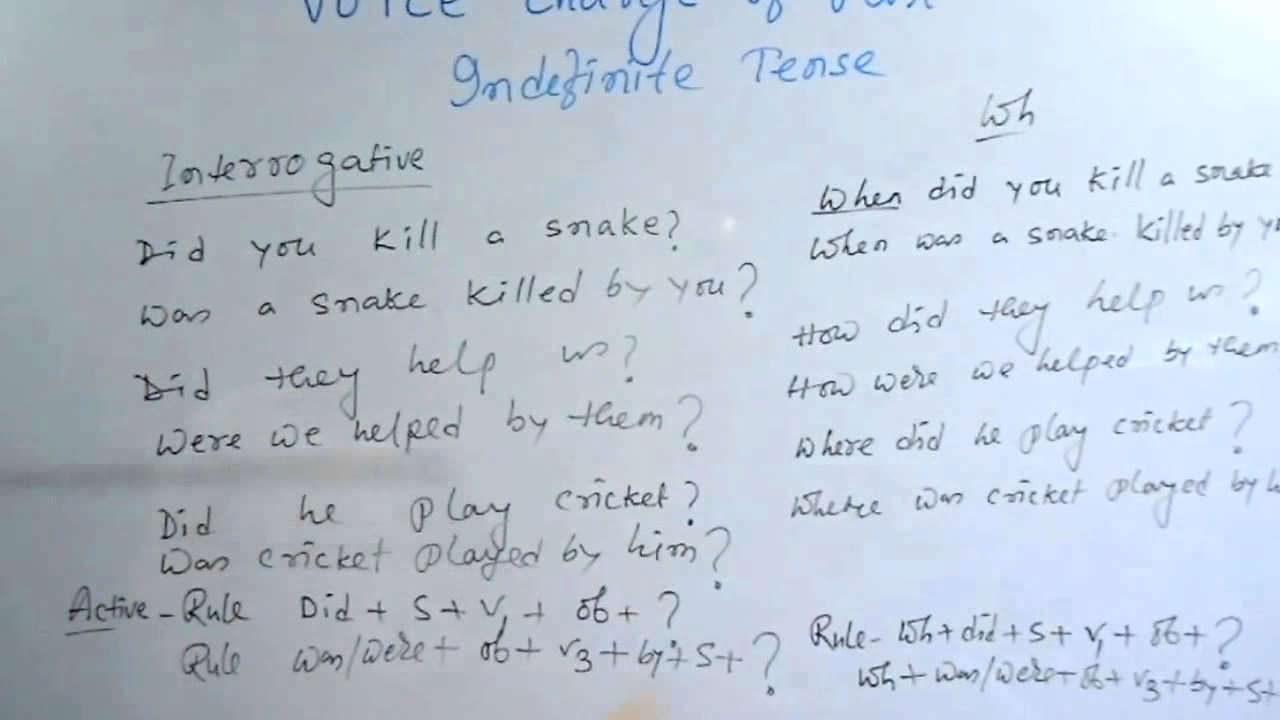 Voice Change of
Indefinite Tense
Interrogative
Did you kill a snake?
Was a snake killed by you?
Did they help us?
Were we helped by them?
Did he play cricket?
Was cricket played by him?
Active - Rule Did + S + V1 + ob + ?
Rule was/were + ob + V3 + by + S + ?
Wh
When did you kill a snake
When was a snake killed by
How did they help us?
How were we helped by them
Where did he play cricket?
Where was cricket played by
Rule - Wh + did + S + V1 + ob + ?
Wh + was/were + ob + V3 + by + S +